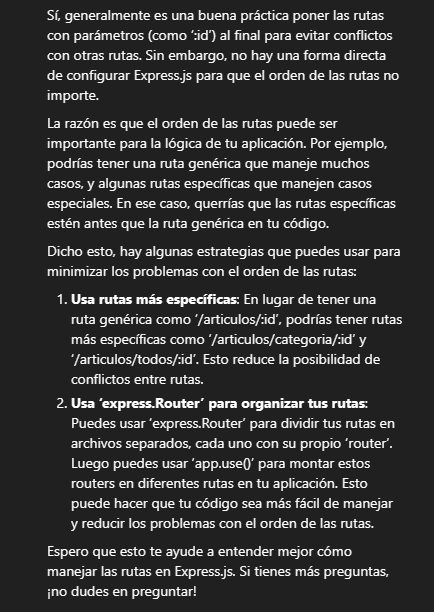 Sí, generalmente es una buena práctica poner las rutas
con parámetros (como ‘:id’) al final para evitar conflictos
con otras rutas. Sin embargo, no hay una forma directa
de configurar Express.js para que el orden de las rutas no
importe.
La razón es que el orden de las rutas puede ser
importante para la lógica de tu aplicación. Por ejemplo,
podrías tener una ruta genérica que maneje muchos
casos, y algunas rutas específicas que manejen casos
especiales. En ese caso, querrías que las rutas específicas
estén antes que la ruta genérica en tu código.
Dicho esto, hay algunas estrategias que puedes usar para
minimizar los problemas con el orden de las rutas:
1. Usa rutas más específicas: En lugar de tener una
ruta genérica como ‘/articulos/:id’, podrías tener rutas
más específicas como ‘/articulos/categoria/:id’ y
‘/articulos/todos/:id’. Esto reduce la posibilidad de
conflictos entre rutas.
2. Usa ‘express.Router’ para organizar tus rutas:
Puedes usar ‘express.Router’ para dividir tus rutas en
archivos separados, cada uno con su propio ‘router’.
Luego puedes usar ‘app.use()’ para montar estos
routers en diferentes rutas en tu aplicación. Esto
puede hacer que tu código sea más fácil de manejar
y reducir los problemas con el orden de las rutas.
Espero que esto te ayude a entender mejor cómo
manejar las rutas en Express.js. Si tienes más preguntas,
¡no dudes en preguntar!